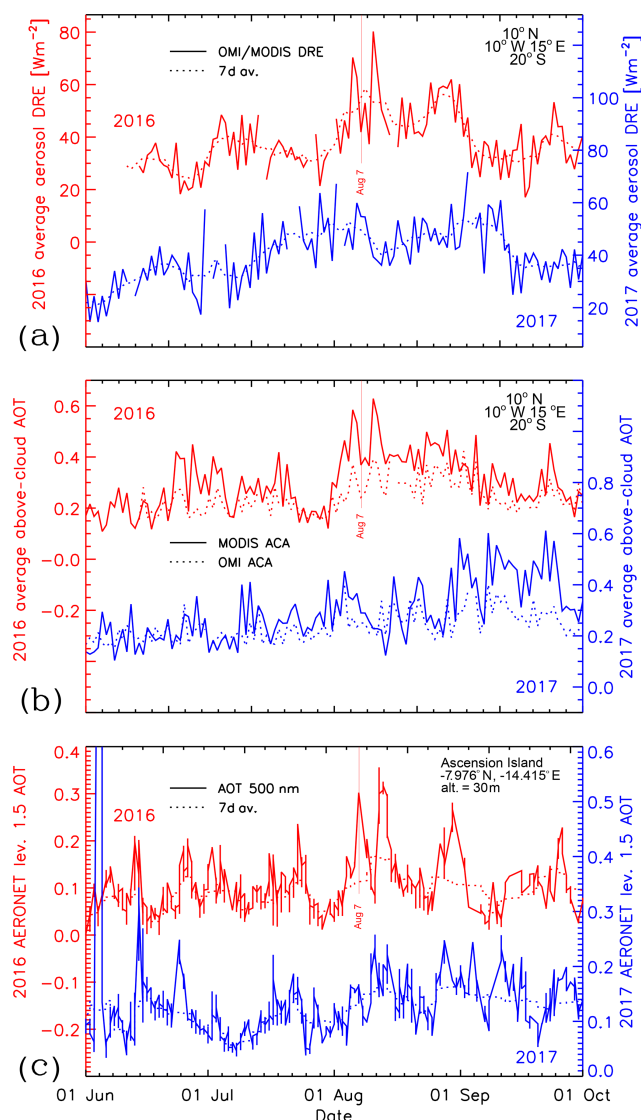 80
60
40
20
0
2016 average aerosol DRE [Wm-2]
OMI/MODIS DRE
7d av.
10° N
10° W 15° E
20° S
2016
Aug 7
2017
100
80
60
40
20
2017 average aerosol DRE [Wm-2]
(a)
0.6
0.4
0.2
−0.0
−0.2
2016 average above-cloud AOT
2016
10° N
10° W 15 °E
20° S
Aug 7
MODIS ACA
OMI ACA
2017
0.8
0.6
0.4
0.2
0.0
2017 average above-cloud AOT
(b)
0.4
0.3
0.2
0.1
0.0
−0.1
−0.2
2016 AERONET lev. 1.5 AOT
AOT 500 nm
7d av.
Ascension Island
-7.976° N, -14.415° E
alt. = 30m
2016
Aug 7
2017
0.6
0.5
0.4
0.3
0.2
0.1
0.0
2017 AERONET lev. 1.5 AOT
(c)
01 Jun 01 Jul 01 Aug 01 Sep 01 Oct
Date